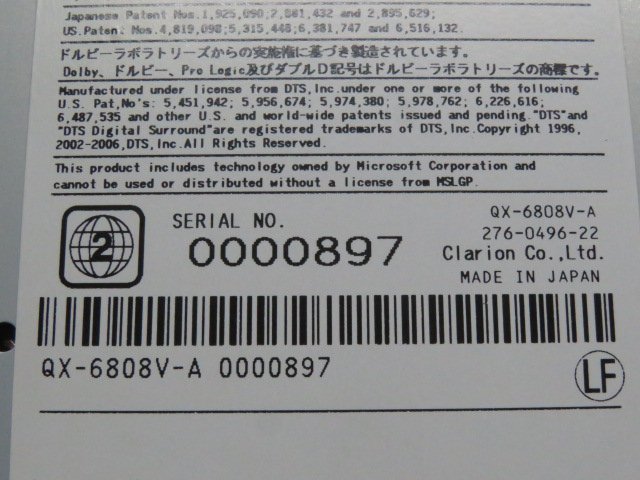 Japanese Patent Nos.1,925,090;2,801,432 and 2,895,629;
US.Patent Nos.4,819,098;5,315,448;6,381,747 and 6,516,132.
ドルビーラボラトリーズからの実施権に基づき製造されています。
Dolby、ドルビー、Pro Logic及びダブルD記号はドルビーラボラトリーズの商標です。
Manufactured under license from DTS,Inc.under one or more of the following
U.S. Pat,No's: 5,451,942; 5,956,674; 5,974,380; 5,978,762; 6,226,616;
6,487,535 and other U.S. and world-wide patents issued and pending."DTS"and
"DTS Digital Surround"are registered trademarks of DTS,Inc.Copyright 1996,
2002-2006,DTS,Inc.All Rights Reserved.
This product includes technology owned by Microsoft Corporation and
cannot be used or distributed without a license from MSLGP.
2
SERIAL NO.
0000897
QX-6808V-A
276-0496-22
Clarion Co.,Ltd.
MADE IN JAPAN
QX-6808V-A 0000897
LF